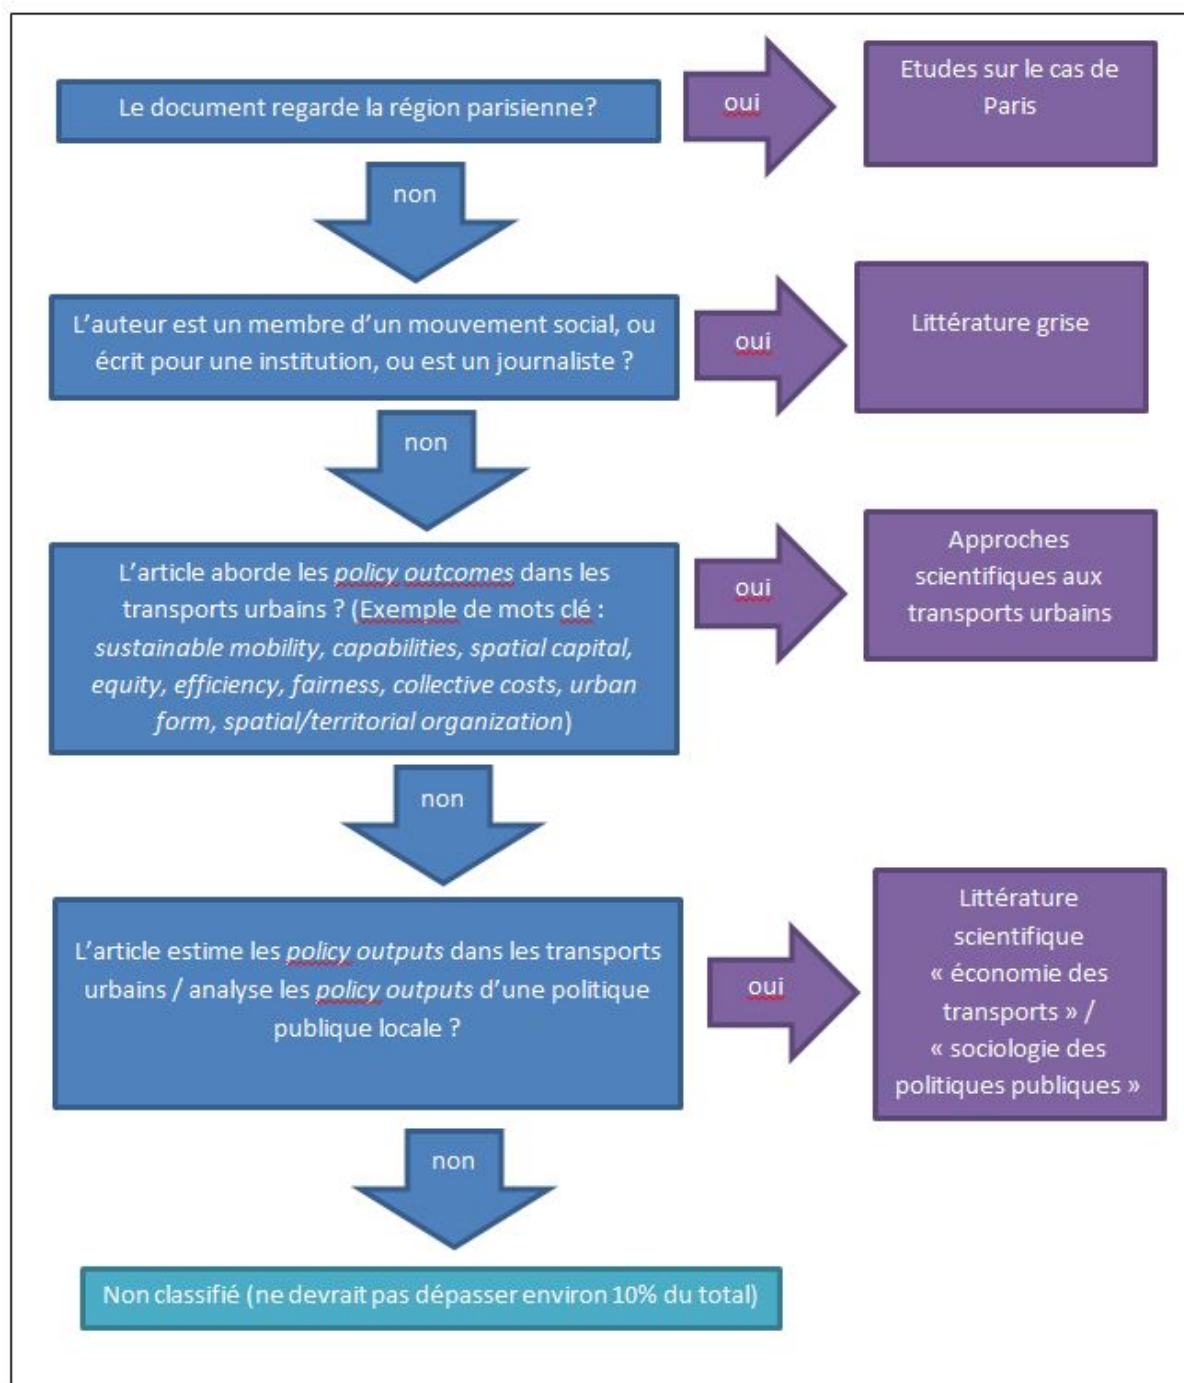 Le document regarde la région parisienne?
oui
Etudes sur le cas de
Paris
non
L’auteur est un membre d’un mouvement social, ou
écrit pour une institution, ou est un journaliste ?
oui
Littérature grise
non
L’article aborde les policy outcomes dans les
transports urbains ? (Exemple de mots clé :
sustainable mobility, capabilities, spatial capital,
equity, efficiency, fairness, collective costs, urban
form, spatial/territorial organization)
oui
Approches
scientifiques aux
transports urbains
non
L’article estime les policy outputs dans les transports
urbains / analyse les policy outputs d’une politique
publique locale ?
oui
Littérature
scientifique
« économie des
transports » /
« sociologie des
politiques publiques »
non
Non classifié (ne devrait pas dépasser environ 10% du total)